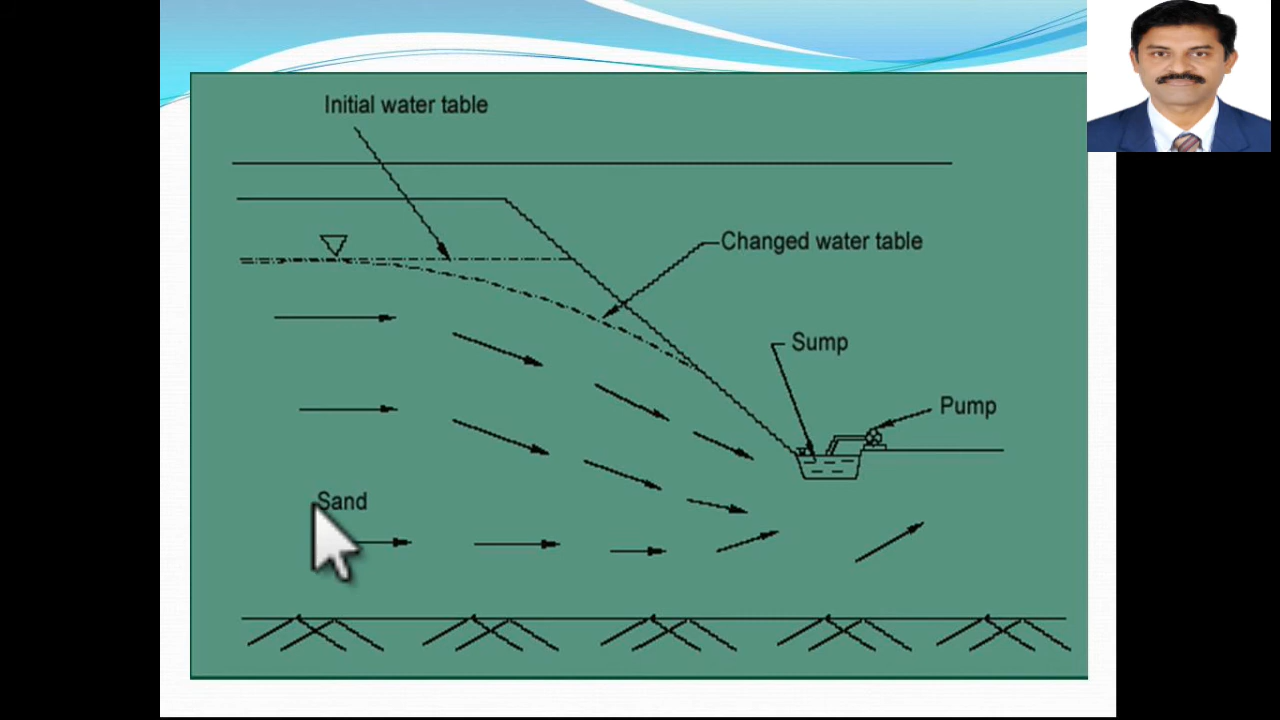 Initial water table
Changed water table
Sump
Pump
Sand